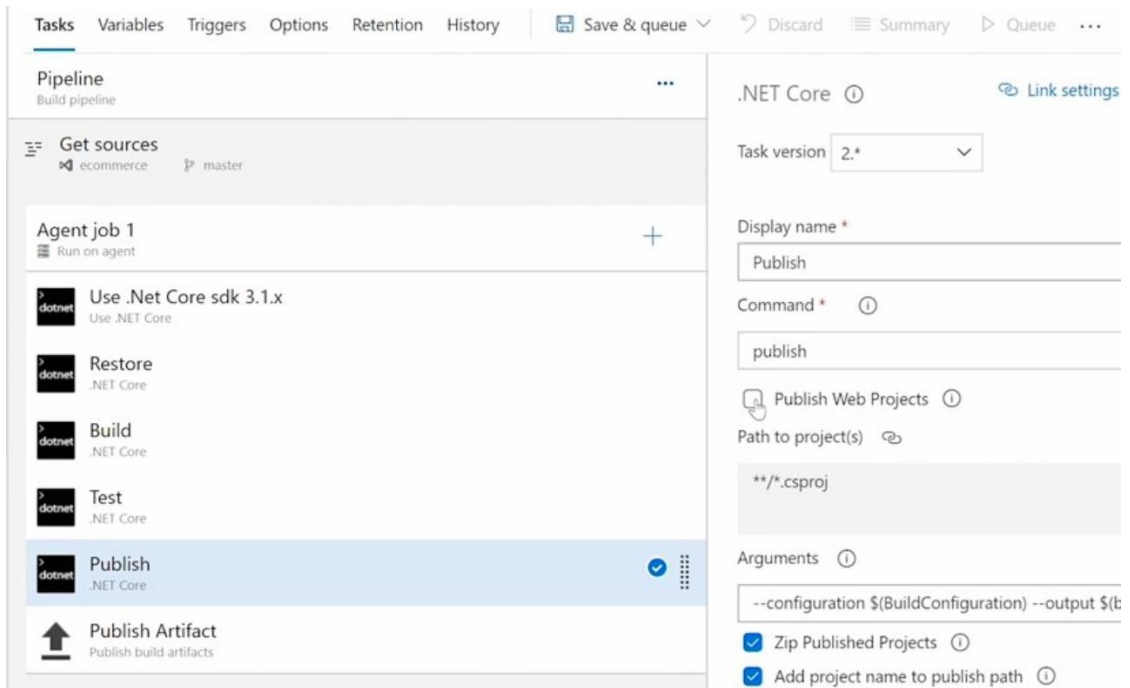 Tasks Variables Triggers Options Retention History Save & queue Discard Summary Queue ...
Pipeline
Build pipeline
Get sources
ecommerce master
Agent job 1
Run on agent
>
dotnet
Use .Net Core sdk 3.1.x
Use .NET Core
>
dotnet
Restore
.NET Core
>
dotnet
Build
.NET Core
>
dotnet
Test
.NET Core
>
dotnet
Publish
.NET Core
Publish Artifact
Publish build artifacts
.NET Core Link settings
Task version 2.*
Display name *
Publish
Command *
publish
Publish Web Projects
Path to project(s)
**/*.csproj
Arguments
--configuration $(BuildConfiguration) --output $(b
Zip Published Projects
Add project name to publish path